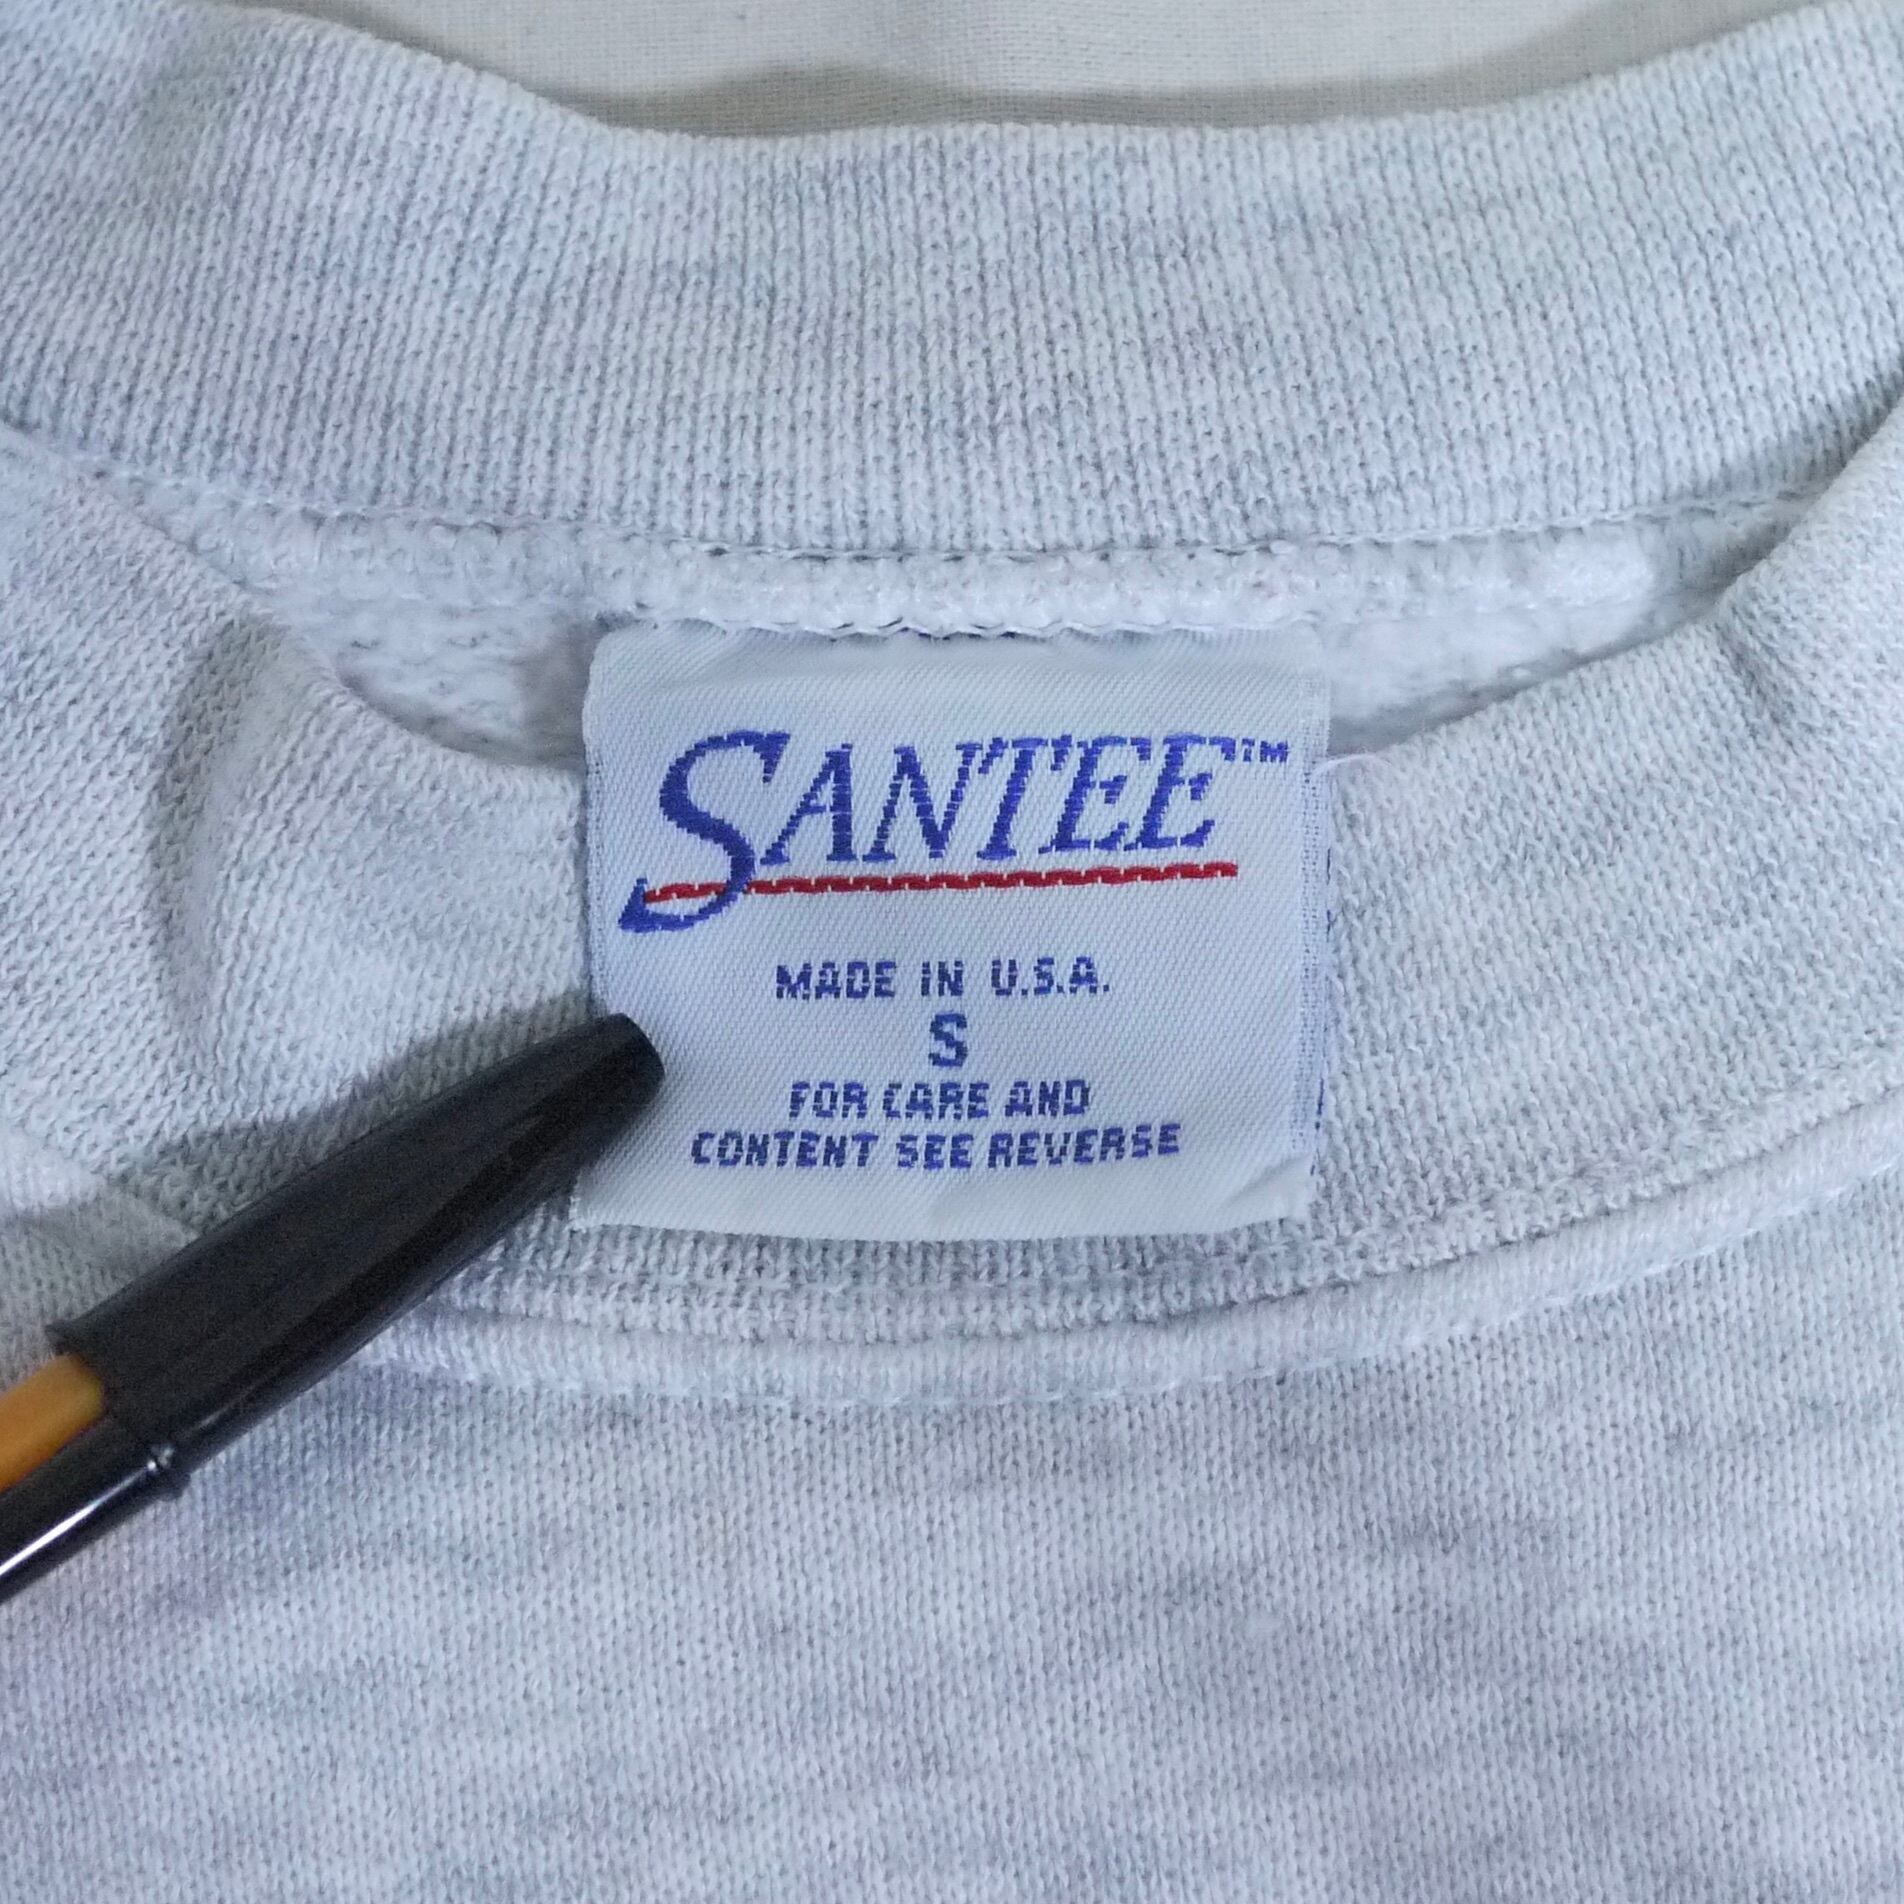 SANTEE™
MADE IN U.S.A.
S
FOR CARE AND
CONTENT SEE REVERSE